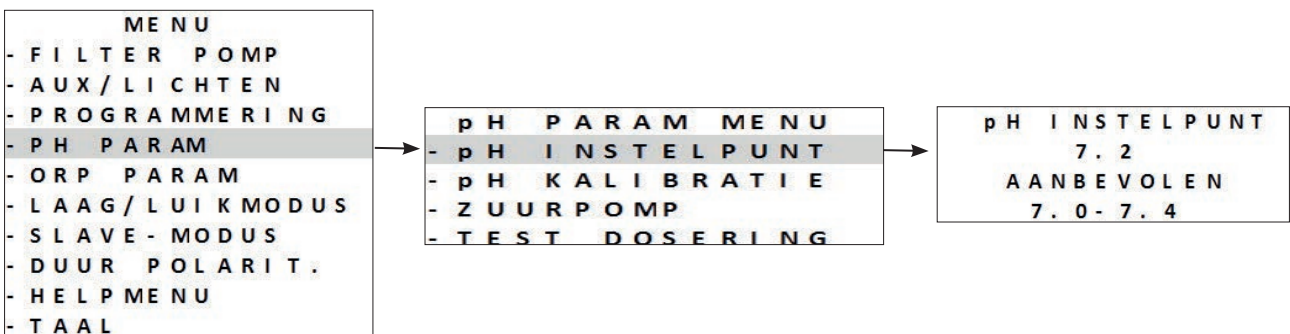 MENU
- FILTER POMP
- AUX/LICHTEN
- PROGRAMMERING
- PH PARAM
- ORP PARAM
- LAAG/LUIKMODUS
- SLAVE-MODUS
- DUUR POLARIT.
- HELPMENU
- TAAL
pH PARAM MENU
- pH INSTELPUNT
- pH KALIBRATIE
- ZUURPOMP
- TEST DOSERING
pH INSTELPUNT
7.2
AANBEVOLEN
7.0-7.4